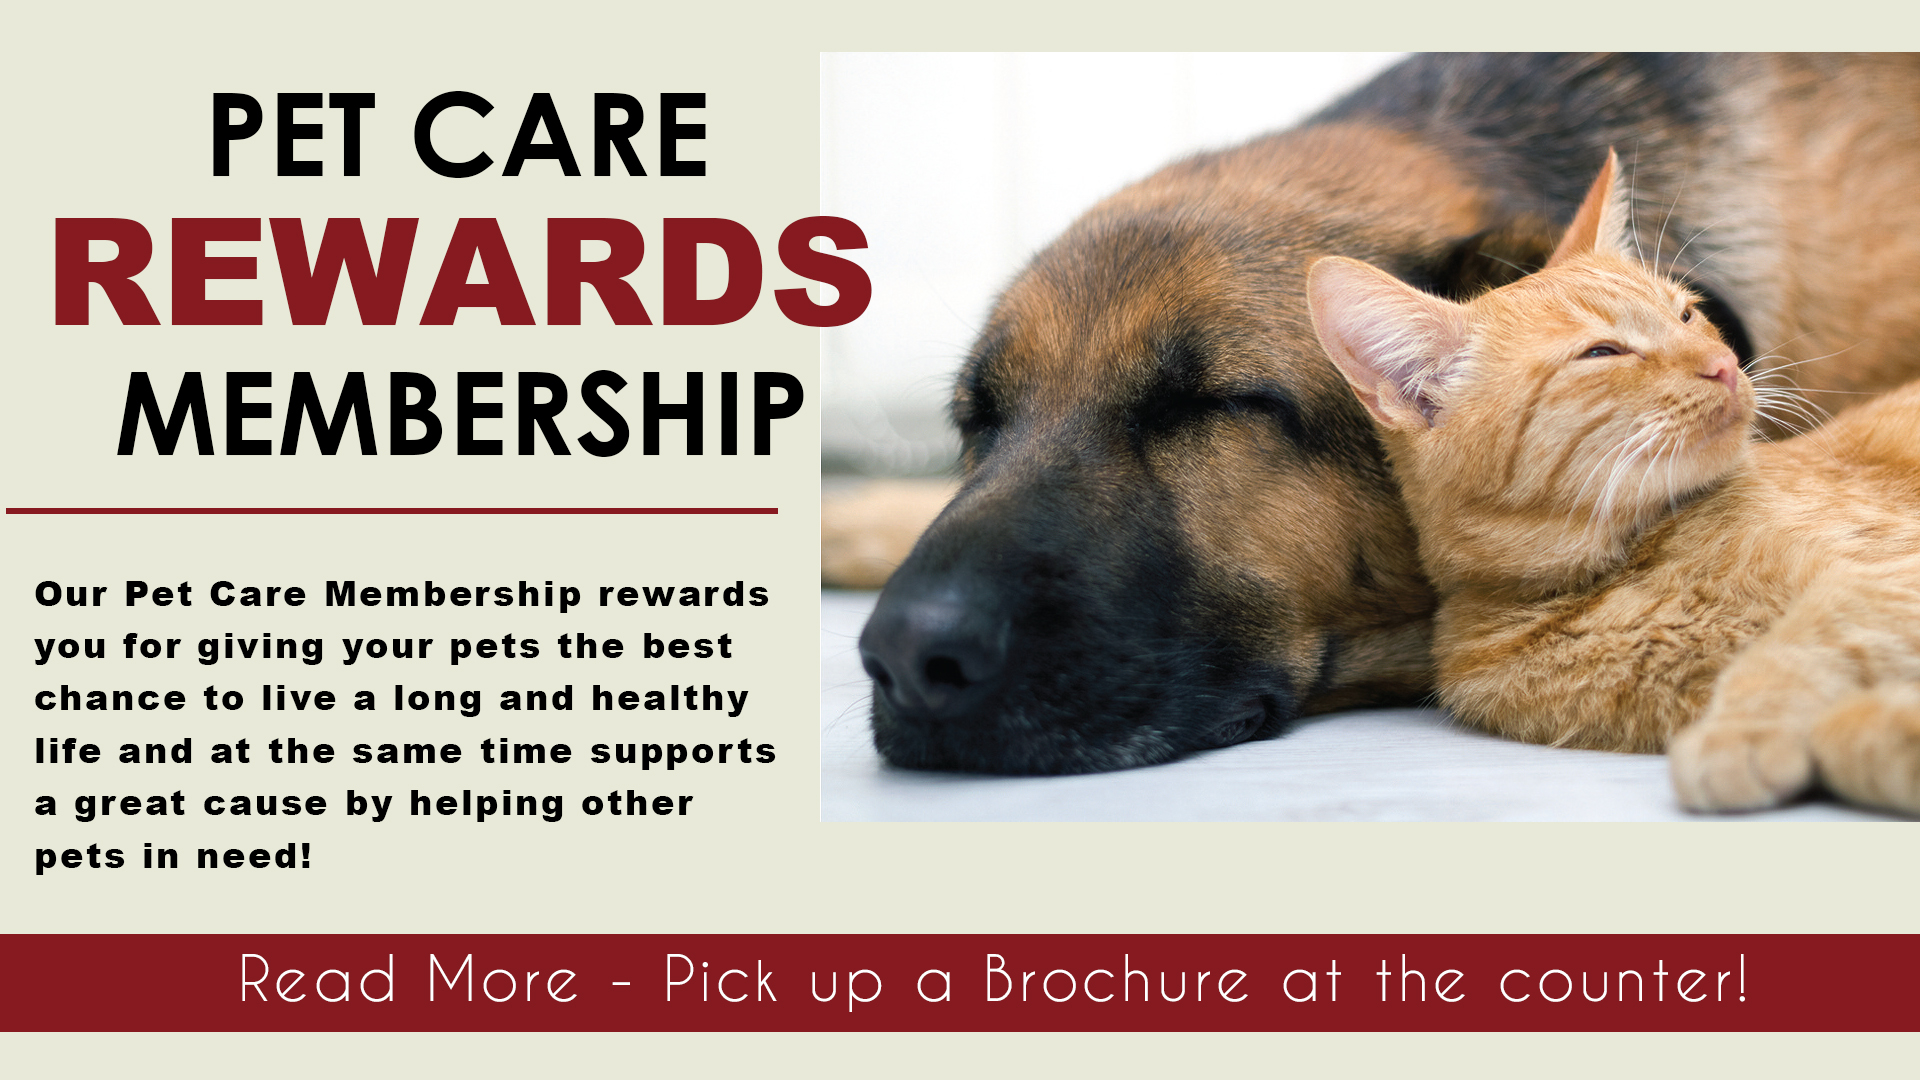 PET CARE
REWARDS
MEMBERSHIP
Our Pet Care Membership rewards
you for giving your pets the best
chance to live a long and healthy
life and at the same time supports
a great cause by helping other
pets in need!
Read More - Pick up a Brochure at the counter!